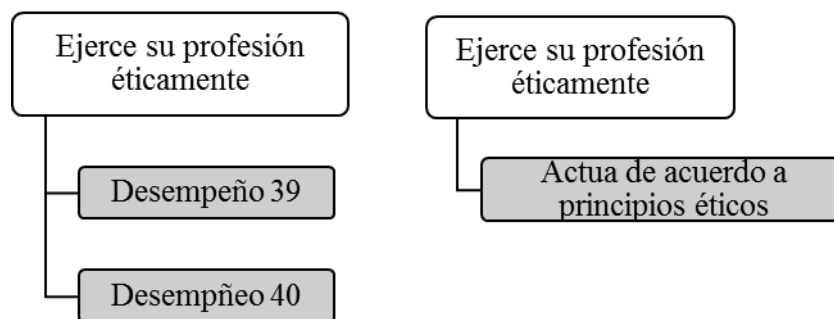 Ejerce su profesión
éticamente
Desempeño 39
Desempñeo 40
Ejerce su profesión
éticamente
Actua de acuerdo a
principios éticos